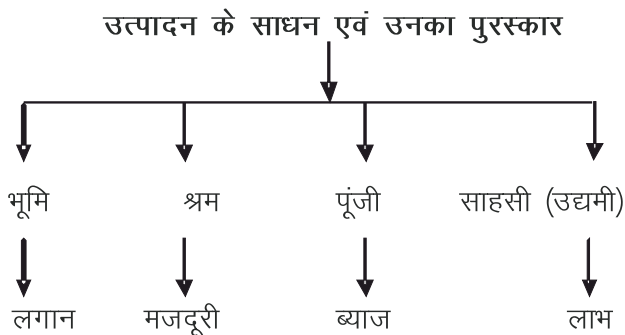 उत्पादन के साधन एवं उनका पुरस्कार
भूमि श्रम पूंजी साहसी (उद्यमी)
लगान मजदूरी ब्याज लाभ